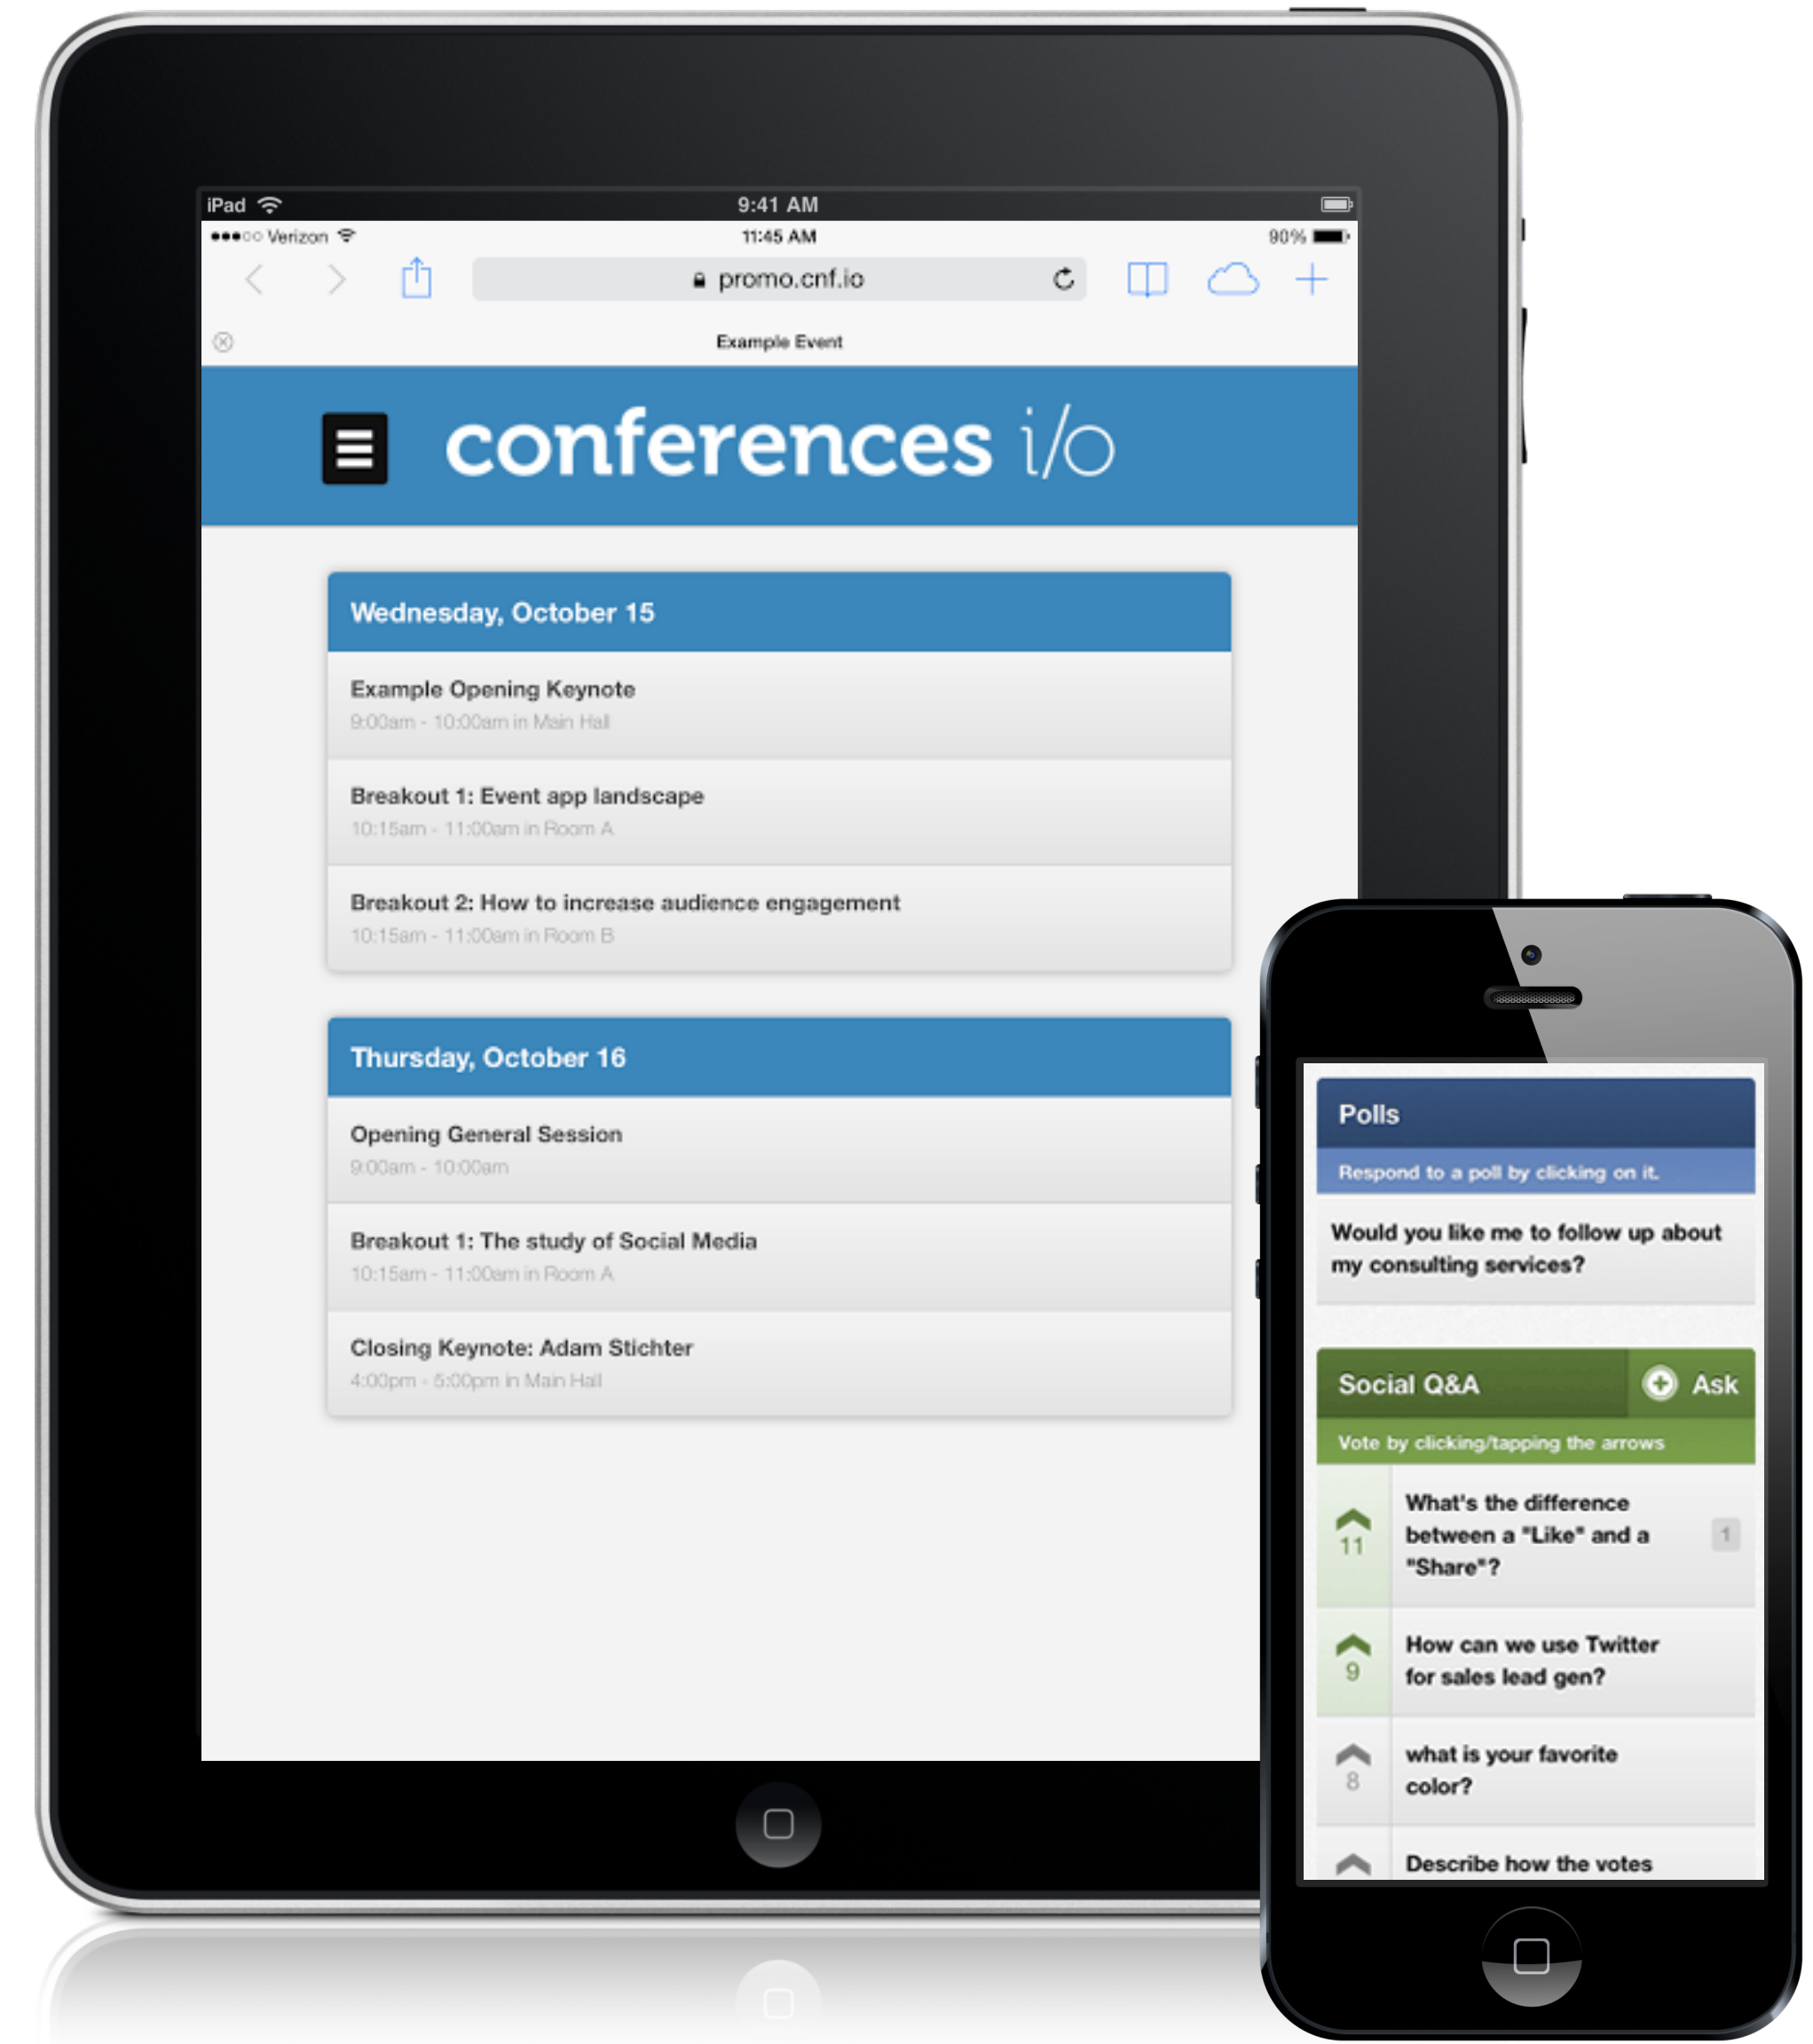 iPad
9:41 AM
Verizon
11:45 AM
90%
promo.cnf.io
Example Event
conferences i/o
Wednesday, October 15
Example Opening Keynote
9:00am - 10:00am in Main Hall
Breakout 1: Event app landscape
10:15am - 11:00am in Room A
Breakout 2: How to increase audience engagement
10:15am - 11:00am in Room B
Thursday, October 16
Opening General Session
9:00am - 10:00am
Breakout 1: The study of Social Media
10:15am - 11:00am in Room A
Closing Keynote: Adam Stichter
4:00pm - 5:00pm in Main Hall
Polls
Respond to a poll by clicking on it.
Would you like me to follow up about
my consulting services?
Social Q&A
Ask
Vote by clicking/tapping the arrows
What's the difference
between a "Like" and a
"Share"?
11
1
How can we use Twitter
for sales lead gen?
9
what is your favorite
color?
8
Describe how the votes